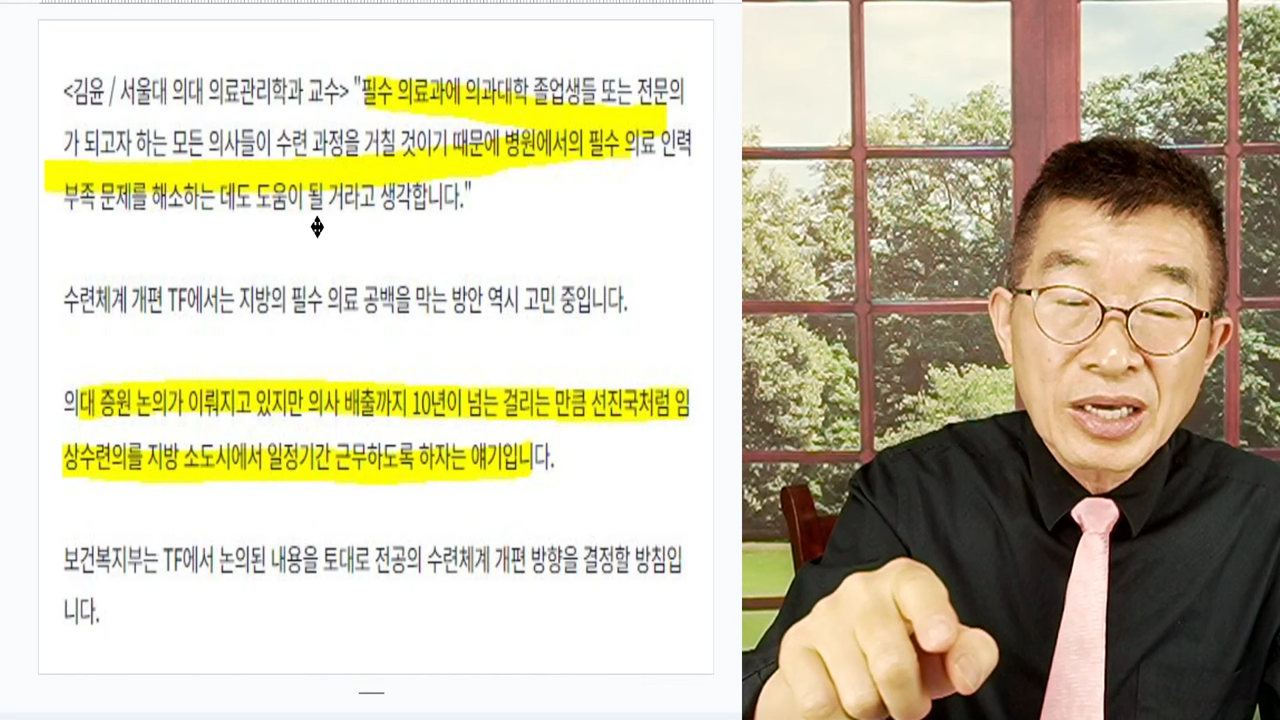 <김윤 / 서울대 의대 의료관리학과 교수> "필수 의료과에 의과대학 졸업생들 또는 전문의
가 되고자 하는 모든 의사들이 수련 과정을 거칠 것이기 때문에 병원에서의 필수 의료 인력
부족 문제를 해소하는 데도 도움이 될 거라고 생각합니다."
수련체계 개편 TF에서는 지방의 필수 의료 공백을 막는 방안 역시 고민 중입니다.
의대 증원 논의가 이뤄지고 있지만 의사 배출까지 10년이 넘는 걸리는 만큼 선진국처럼 임
상수련의를 지방 소도시에서 일정기간 근무하도록 하자는 얘기입니다.
보건복지부는 TF에서 논의된 내용을 토대로 전공의 수련체계 개편 방향을 결정할 방침입
니다.